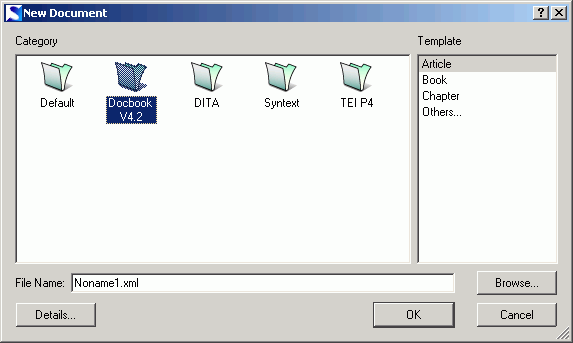 New Document
Category
Template
Default
Docbook
V4.2
DITA
Syntext
TEI P4
Article
Book
Chapter
Others...
File Name:
Noname1.xml
Browse...
Details...
OK
Cancel